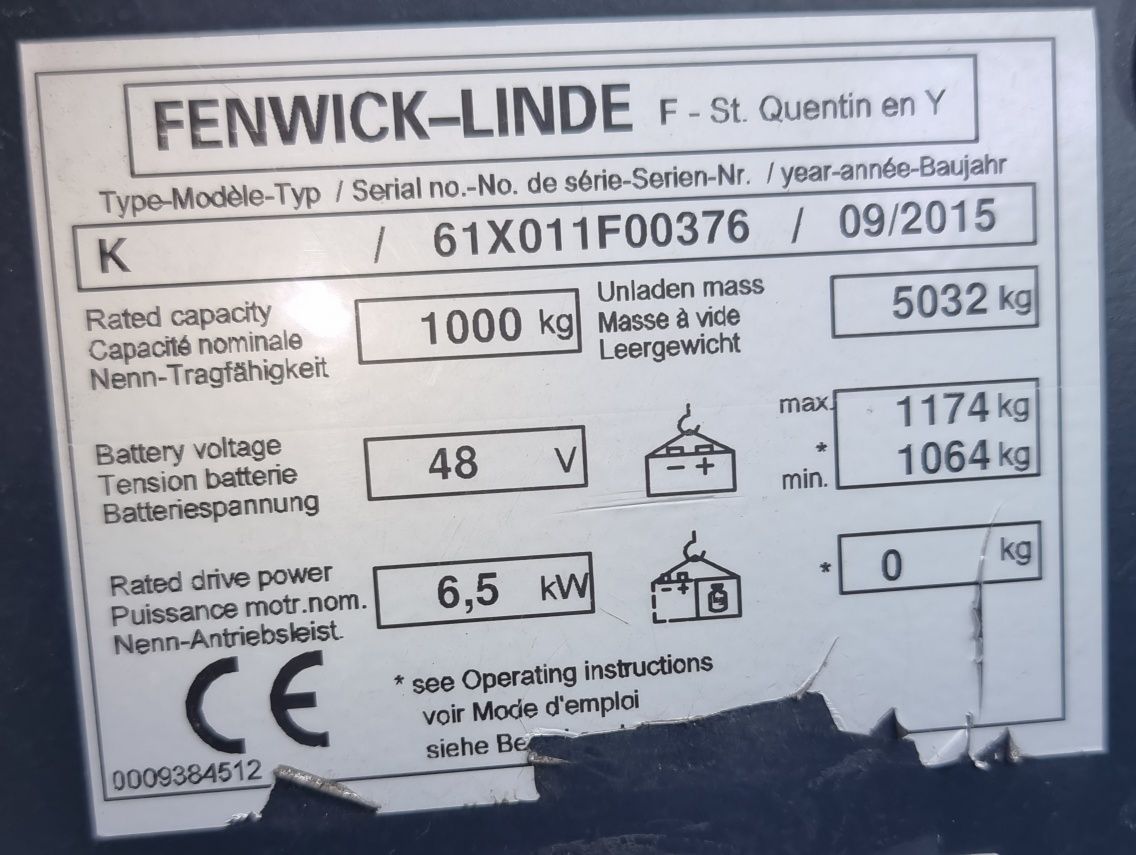 FENWICK–LINDE F - St. Quentin en Y
Type-Modèle-Typ / Serial no.-No. de série-Serien-Nr. / year-année-Baujahr
K / 61X011F00376 / 09/2015
Rated capacity
Capacité nominale
Nenn-Tragfähigkeit
1000 kg
Unladen mass
Masse à vide
Leergewicht
5032 kg
Battery voltage
Tension batterie
Batteriespannung
48 V
- +
max. 1174 kg
*
min. 1064 kg
Rated drive power
Puissance motr.nom.
Nenn-Antriebsleist.
6,5 kW
- +
* 0 kg
CE
* see Operating instructions
voir Mode d'emploi
siehe
0009384512